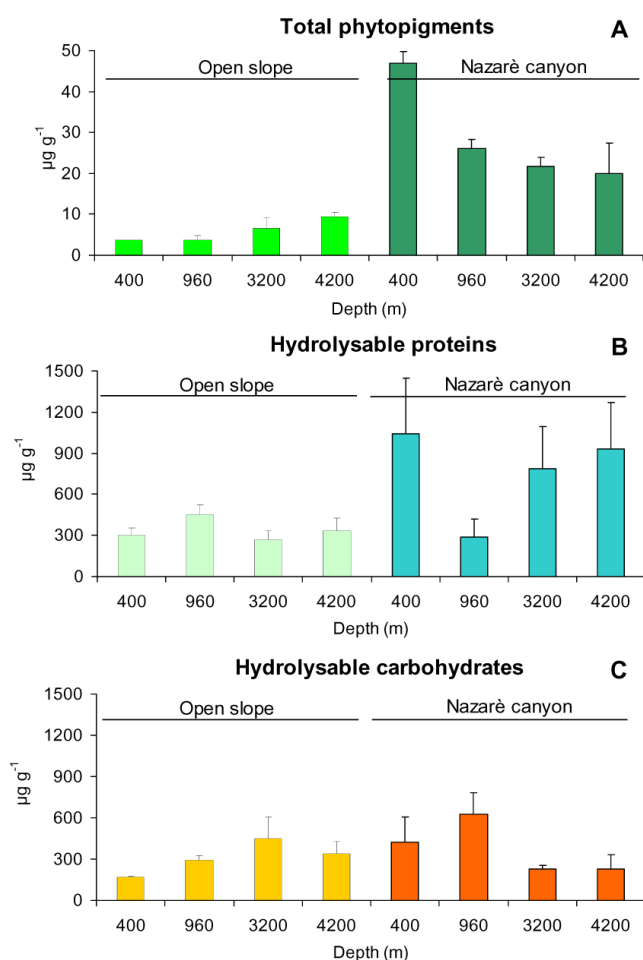 Total phytopigments
A
50
40
30
20
10
0
µg g-1
Open slope
Nazarè canyon
400 960 3200 4200 400 960 3200 4200
Depth (m)
Hydrolysable proteins
B
1500
1200
900
600
300
0
µg g-1
Open slope
Nazarè canyon
400 960 3200 4200 400 960 3200 4200
Depth (m)
Hydrolysable carbohydrates
C
1500
1200
900
600
300
0
µg g-1
Open slope
Nazarè canyon
400 960 3200 4200 400 960 3200 4200
Depth (m)